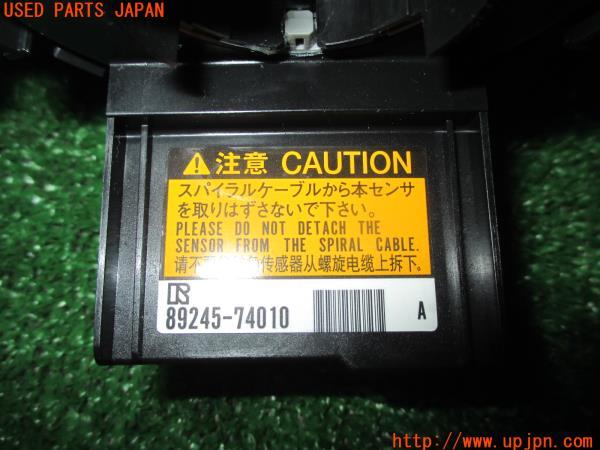 USED PARTS JAPAN
注意 CAUTION
スパイラルケーブルから本センサ
を取りはずさないで下さい。
PLEASE DO NOT DETACH THE
SENSOR FROM THE SPIRAL CABLE.
请不要传感器从螺旋电缆上拆下。
89245-74010 A
http://www.upjpn.com/